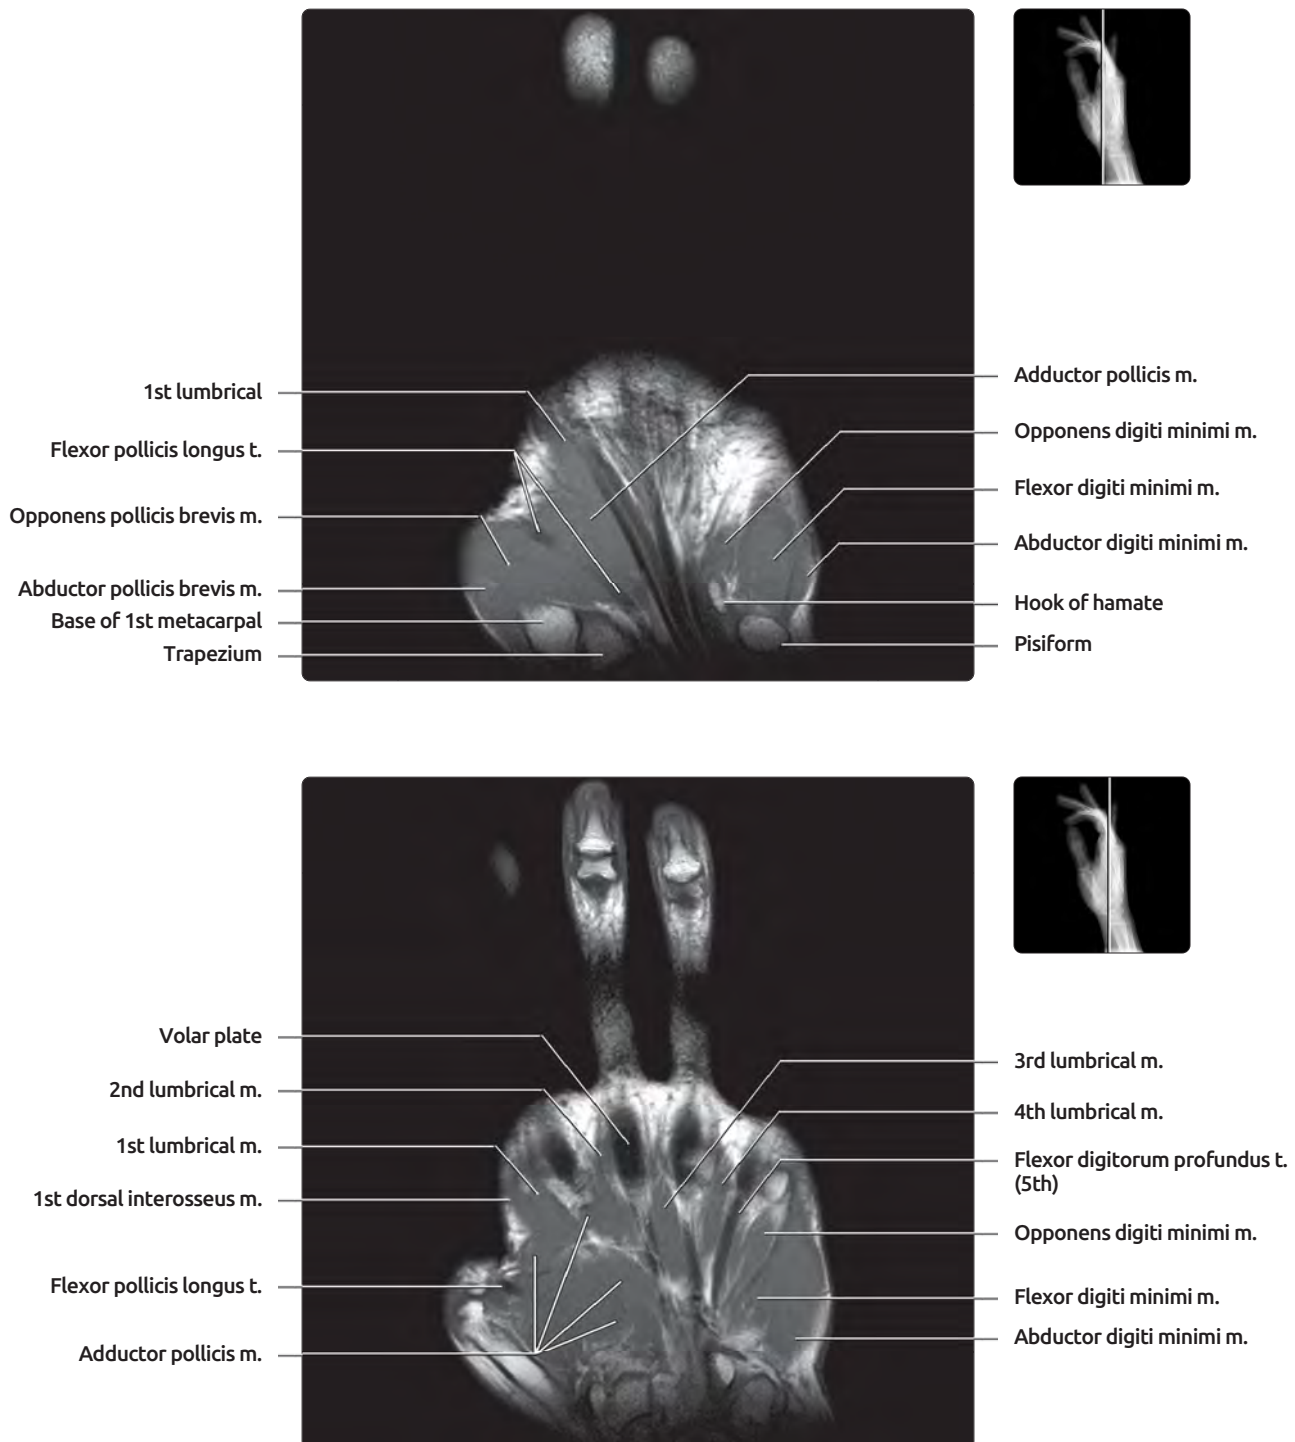 1st lumbrical
Flexor pollicis longus t.
Opponens pollicis brevis m.
Abductor pollicis brevis m.
Base of 1st metacarpal
Trapezium
Adductor pollicis m.
Opponens digiti minimi m.
Flexor digiti minimi m.
Abductor digiti minimi m.
Hook of hamate
Pisiform
Volar plate
2nd lumbrical m.
1st lumbrical m.
1st dorsal interosseus m.
Flexor pollicis longus t.
Adductor pollicis m.
3rd lumbrical m.
4th lumbrical m.
Flexor digitorum profundus t.
(5th)
Opponens digiti minimi m.
Flexor digiti minimi m.
Abductor digiti minimi m.